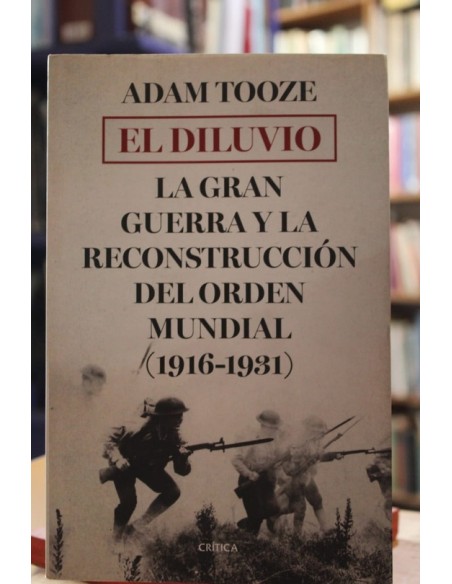 ADAM TOOZE
EL DILUVIO
LA GRAN
GUERRA Y LA
RECONSTRUCCIÓN
DEL ORDEN
MUNDIAL
(1916-1931)
CRÍTICA